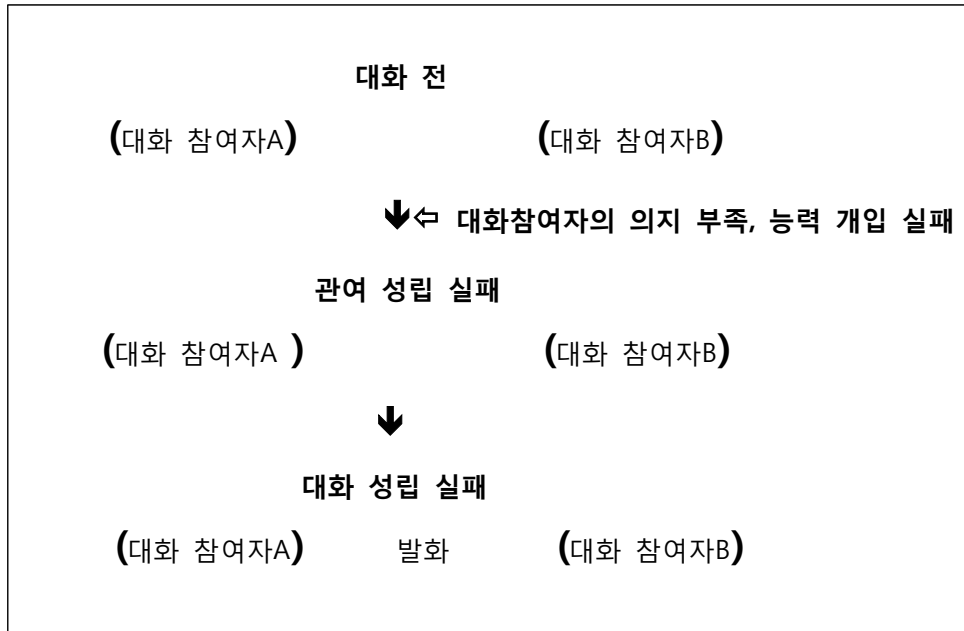 대화 전
(대화 참여자A) (대화 참여자B)
🡻⇦ 대화참여자의 의지 부족, 능력 개입 실패
관여 성립 실패
(대화 참여자A ) (대화 참여자B)
🡻
대화 성립 실패
(대화 참여자A) 발화 (대화 참여자B)